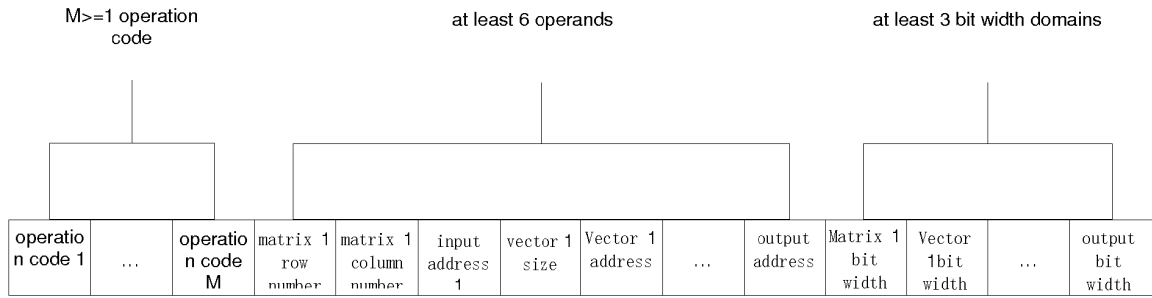 M>=1 operation
code
at least 6 operands
at least 3 bit width domains
operatio
n code 1
...
operatio
n code
M
matrix 1
row
number
matrix 1
column
number
input
address
1
vector 1
size
Vector 1
address
...
output
address
Matrix 1
bit
width
Vector
1bit
width
...
output
bit
width